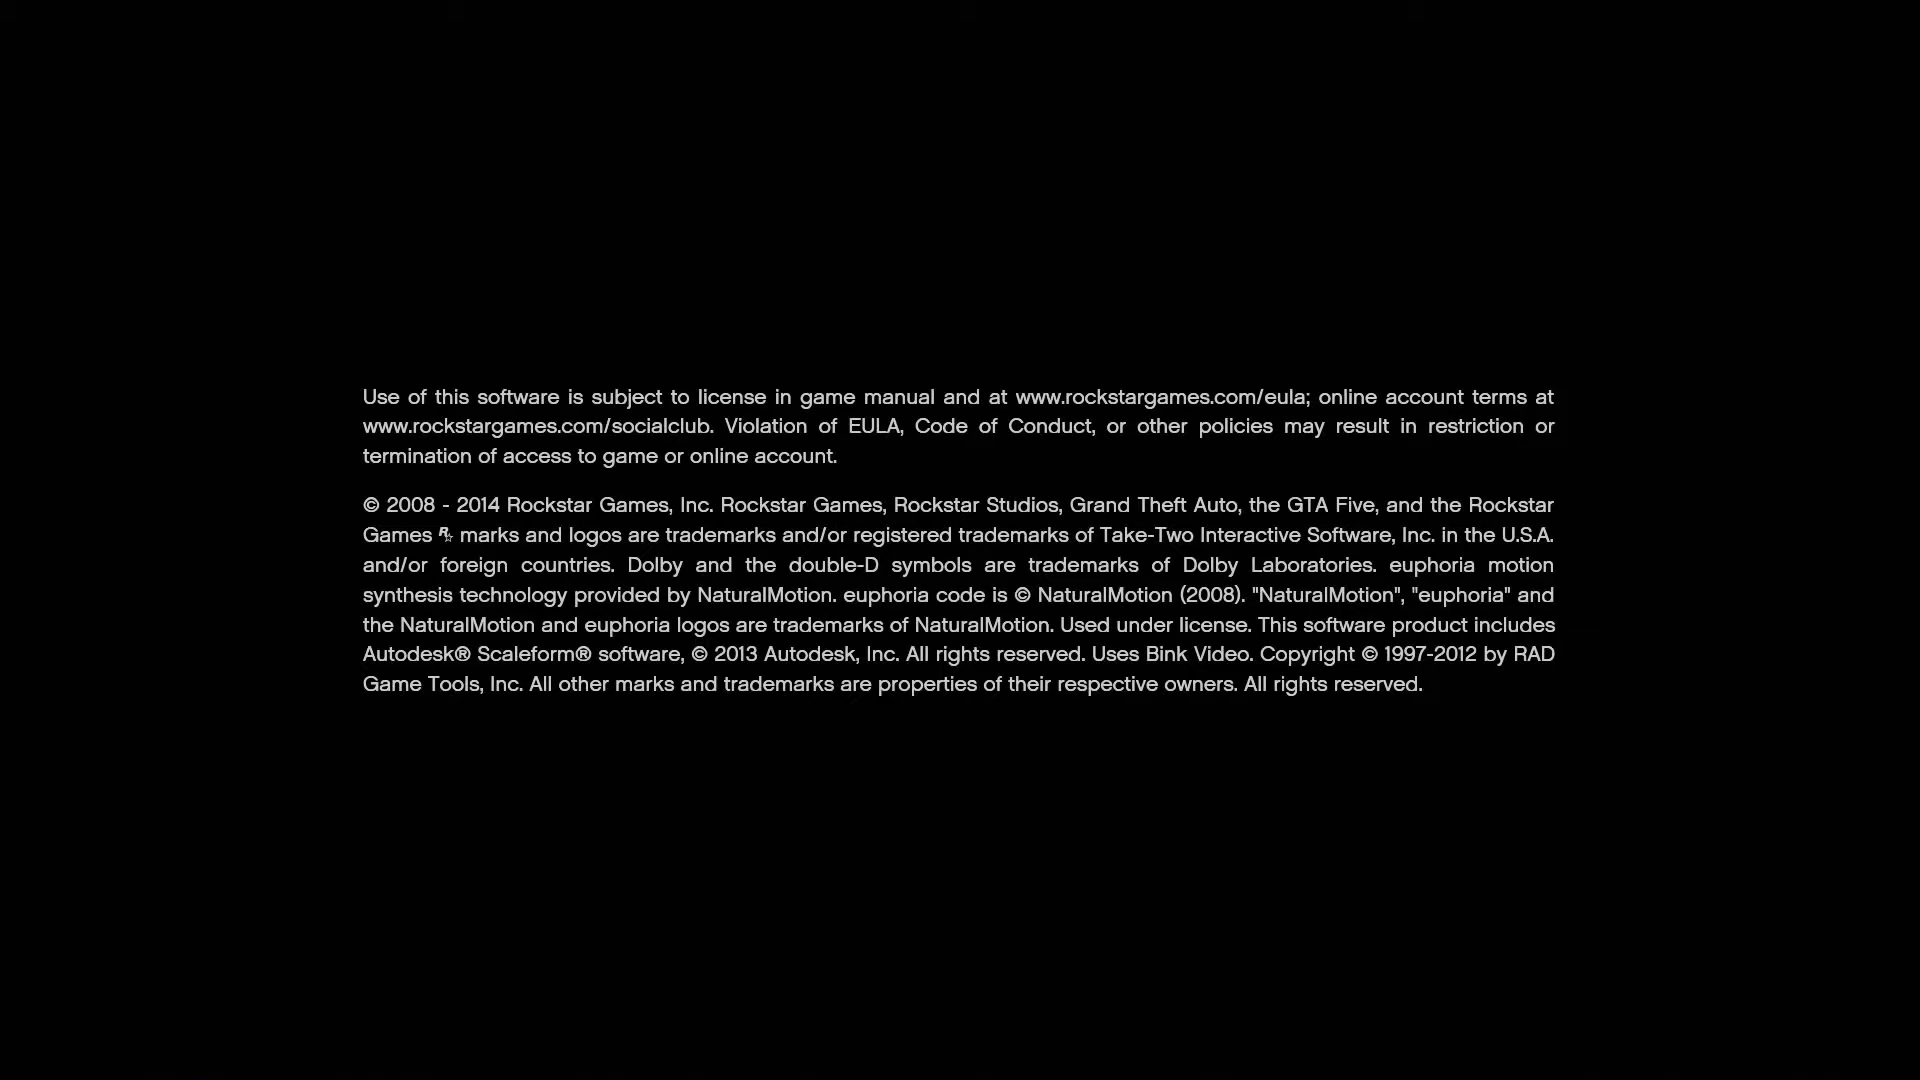 Use of this software is subject to license in game manual and at www.rockstargames.com/eula; online account terms at
www.rockstargames.com/socialclub. Violation of EULA, Code of Conduct, or other policies may result in restriction or
termination of access to game or online account.
© 2008 - 2014 Rockstar Games, Inc. Rockstar Games, Rockstar Studios, Grand Theft Auto, the GTA Five, and the Rockstar
Games R☆ marks and logos are trademarks and/or registered trademarks of Take-Two Interactive Software, Inc. in the U.S.A.
and/or foreign countries. Dolby and the double-D symbols are trademarks of Dolby Laboratories. euphoria motion
synthesis technology provided by NaturalMotion. euphoria code is © NaturalMotion (2008). "NaturalMotion", "euphoria" and
the NaturalMotion and euphoria logos are trademarks of NaturalMotion. Used under license. This software product includes
Autodesk® Scaleform® software, © 2013 Autodesk, Inc. All rights reserved. Uses Bink Video. Copyright © 1997-2012 by RAD
Game Tools, Inc. All other marks and trademarks are properties of their respective owners. All rights reserved.